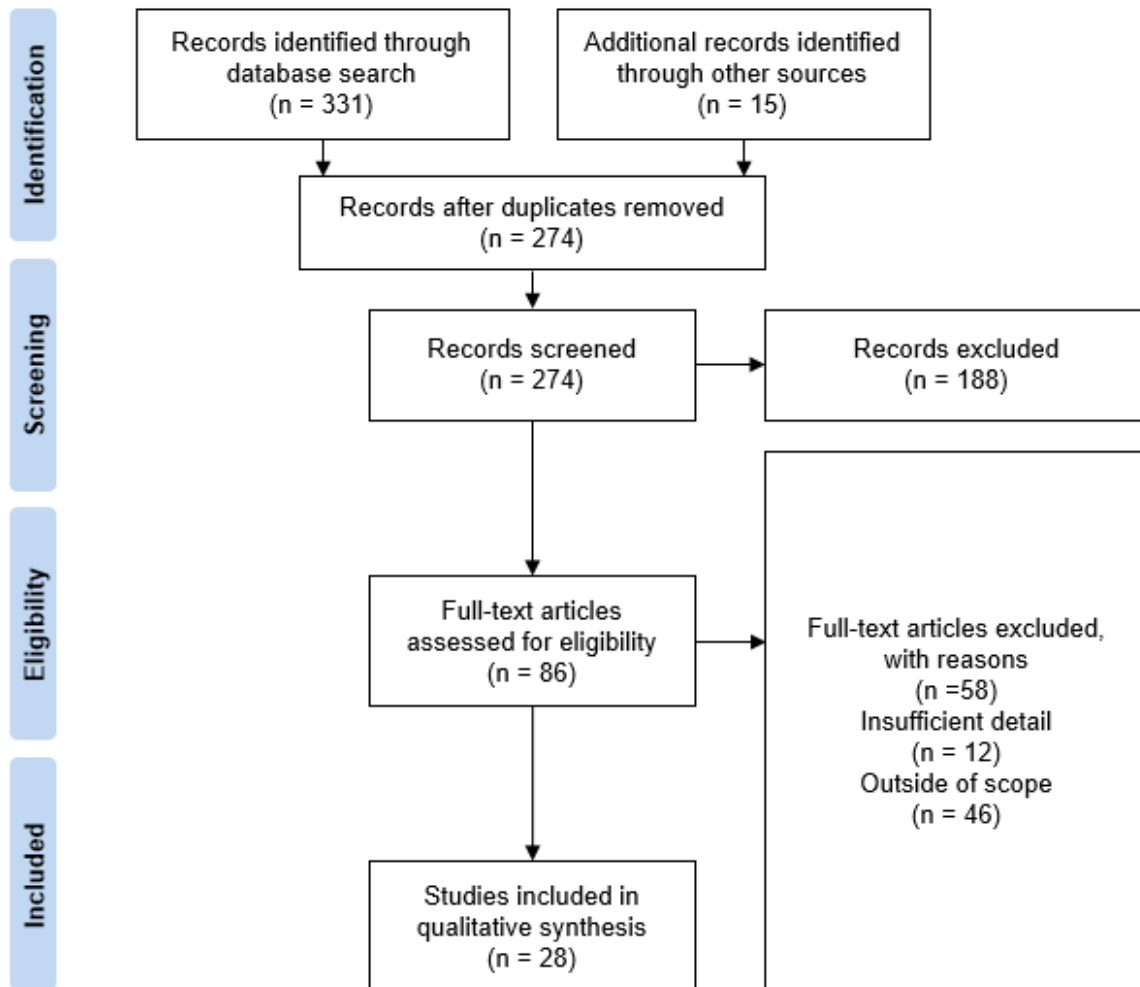 Identification
Records identified through
database search
(n = 331)
Additional records identified
through other sources
(n = 15)
Records after duplicates removed
(n = 274)
Screening
Records screened
(n = 274)
Records excluded
(n = 188)
Eligibility
Full-text articles
assessed for eligibility
(n = 86)
Full-text articles excluded,
with reasons
(n =58)
Insufficient detail
(n = 12)
Outside of scope
(n = 46)
Included
Studies included in
qualitative synthesis
(n = 28)